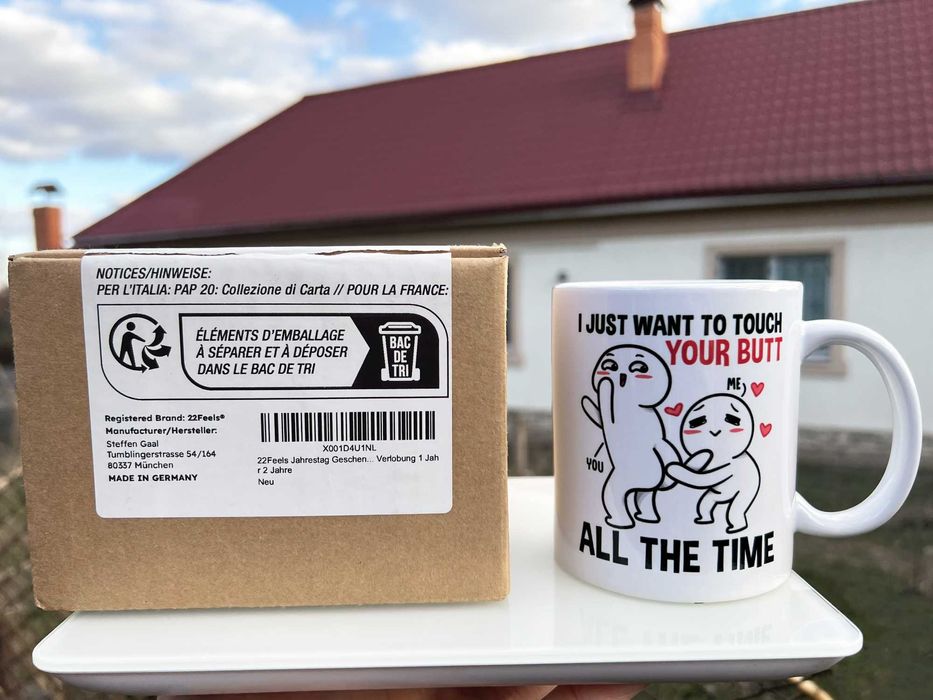 NOTICES/HINWEISE:
PER L'ITALIA: PAP 20: Collezione di Carta // POUR LA FRANCE:
ÉLÉMENTS D'EMBALLAGE
À SÉPARER ET À DÉPOSER
DANS LE BAC DE TRI
BAC
DE
TRI
Registered Brand: 22Feels®
Manufacturer/Hersteller:
Steffen Gaal
Tumblingerstrasse 54/164
80337 München
MADE IN GERMANY
X001D4U1NL
22Feels Jahrestag Geschen... Verlobung 1 Jah
r 2 Jahre
Neu
I JUST WANT TO TOUCH
YOUR BUTT
ME
YOU
ALL THE TIME